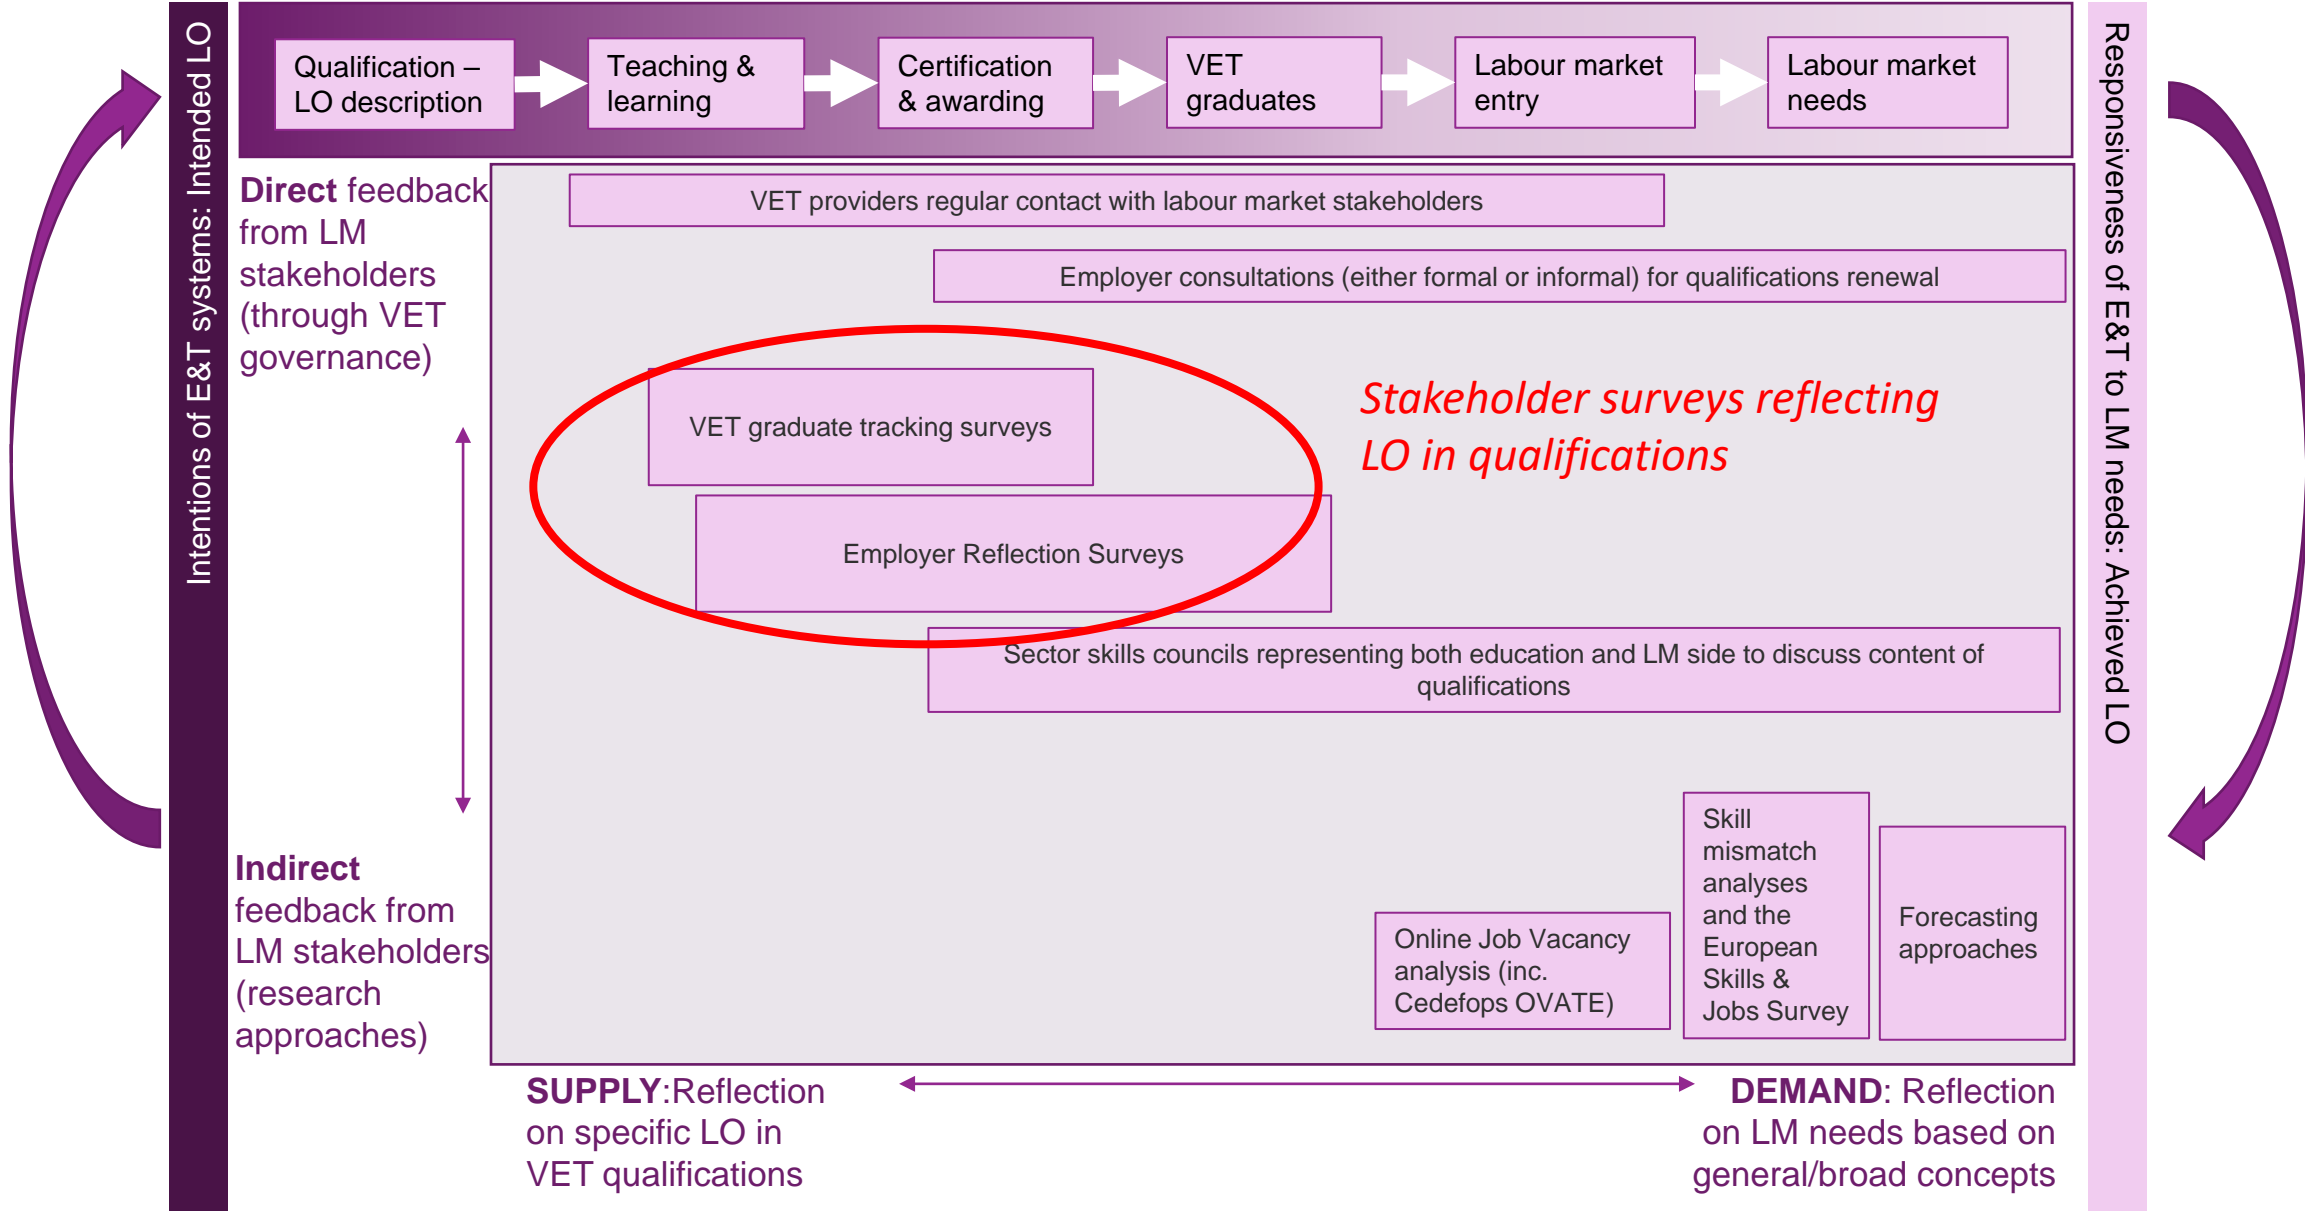 Intentions of E&T systems: Intended LO
Qualification –
LO description
Teaching &
learning
Certification
& awarding
VET
graduates
Labour market
entry
Labour market
needs
Responsiveness of E&T to LM needs: Achieved LO
Direct feedback
from LM
stakeholders
(through VET
governance)
VET providers regular contact with labour market stakeholders
Employer consultations (either formal or informal) for qualifications renewal
VET graduate tracking surveys
Stakeholder surveys reflecting
LO in qualifications
Employer Reflection Surveys
Sector skills councils representing both education and LM side to discuss content of
qualifications
Indirect
feedback from
LM stakeholders
(research
approaches)
Online Job Vacancy
analysis (inc.
Cedefops OVATE)
Skill
mismatch
analyses
and the
European
Skills &
Jobs Survey
Forecasting
approaches
SUPPLY:Reflection
on specific LO in
VET qualifications
DEMAND: Reflection
on LM needs based on
general/broad concepts